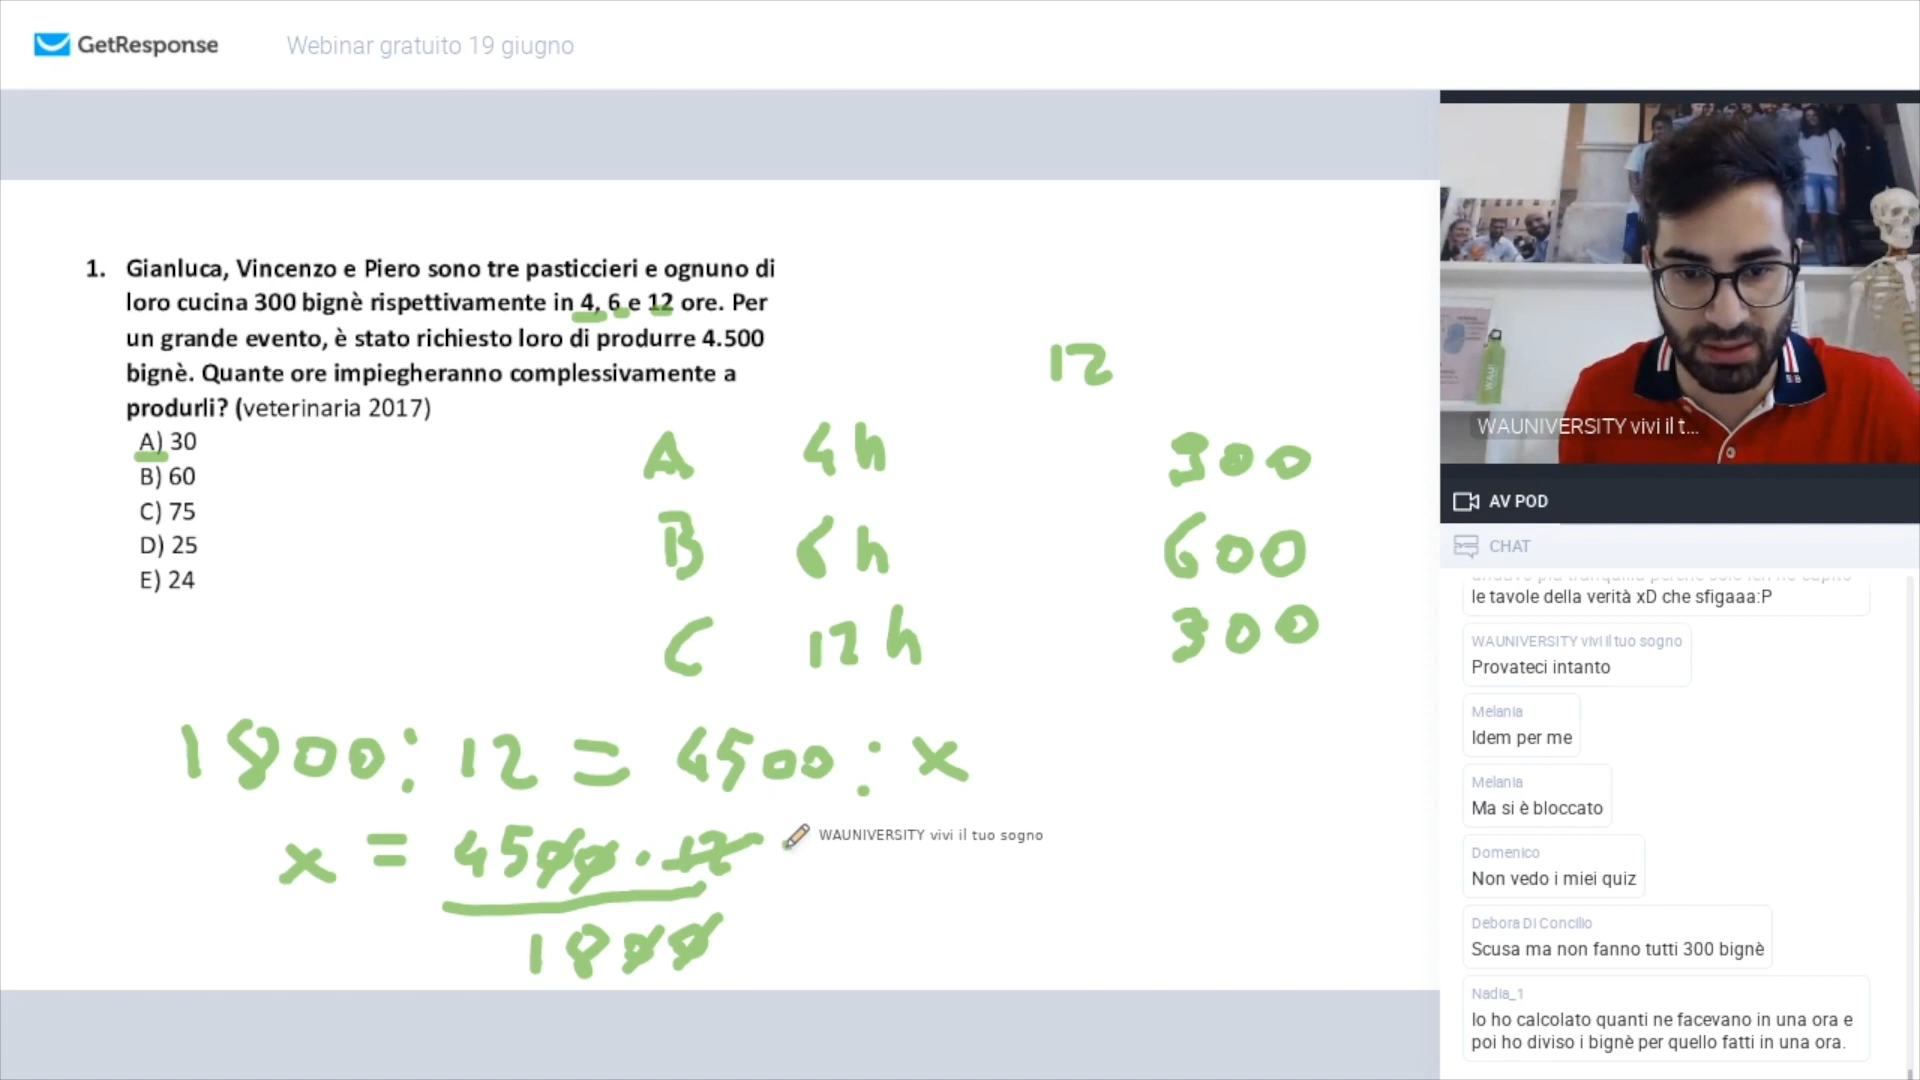 GetResponse
Webinar gratuito 19 giugno
1. Gianluca, Vincenzo e Piero sono tre pasticcieri e ognuno di
loro cucina 300 bignè rispettivamente in 4, 6 e 12 ore. Per
un grande evento, è stato richiesto loro di produrre 4.500
bignè. Quante ore impiegheranno complessivamente a
produrli? (veterinaria 2017)
A) 30
B) 60
C) 75
D) 25
E) 24
12
A 4h 300
B 6h 600
C 12h 300
1800 : 12 = 4500 : x
x = 4500 · 12
1800
WAUNIVERSITY vivi il tuo sogno
WAU!
WAUNIVERSITY vivi il t...
AV POD
CHAT
le tavole della verità xD che sfigaaa:P
WAUNIVERSITY vivi il tuo sogno
Provateci intanto
Melania
Idem per me
Melania
Ma si è bloccato
Domenico
Non vedo i miei quiz
Debora Di Concilio
Scusa ma non fanno tutti 300 bignè
Nadia_1
Io ho calcolato quanti ne facevano in una ora e
poi ho diviso i bignè per quello fatti in una ora.